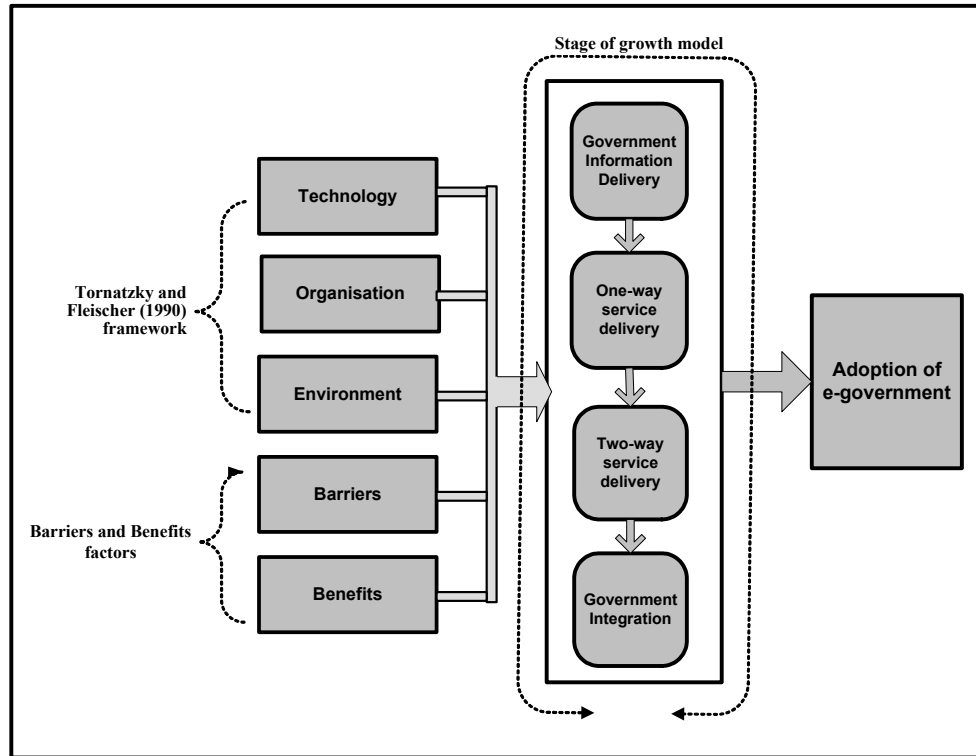 Stage of growth model
Tornatzky and
Fleischer (1990)
framework
Barriers and Benefits
factors
Technology
Organisation
Environment
Barriers
Benefits
Government
Information
Delivery
One-way
service
delivery
Two-way
service
delivery
Government
Integration
Adoption of
e-government